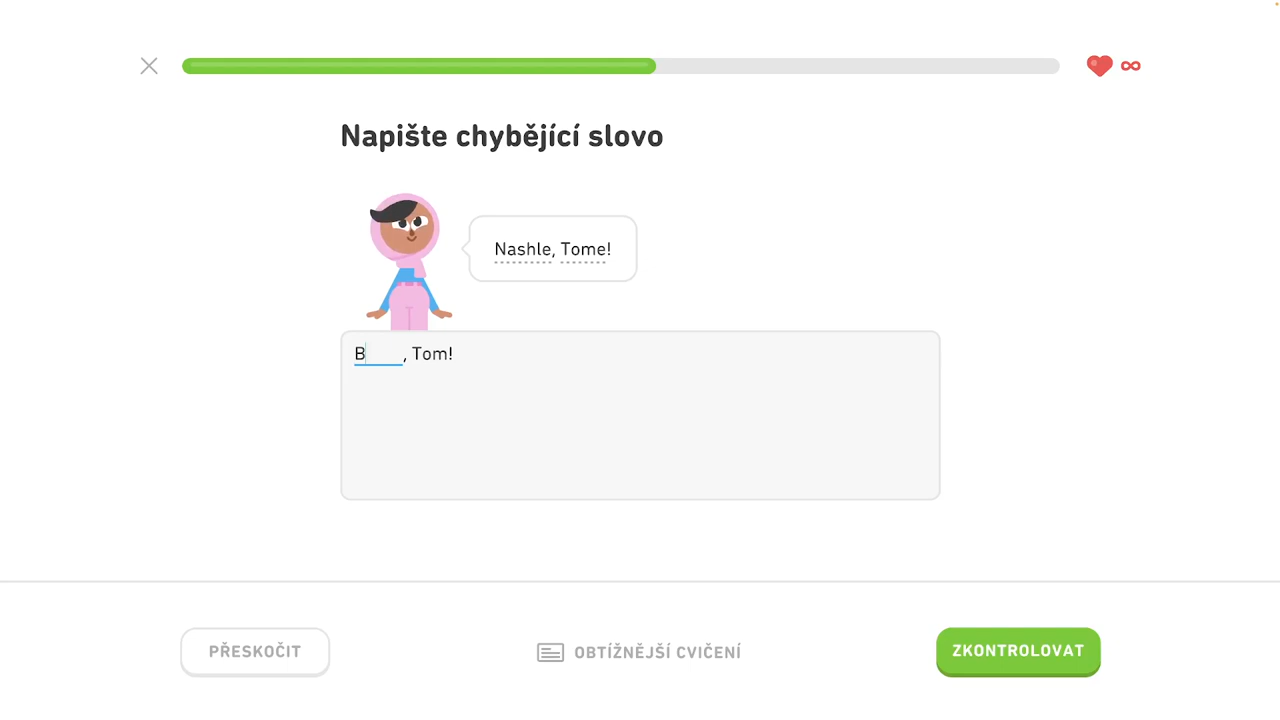 ∞
Napište chybějící slovo
Nashle, Tome!
B , Tom!
PŘESKOČIT
OBTÍŽNĚJŠÍ CVIČENÍ
ZKONTROLOVAT